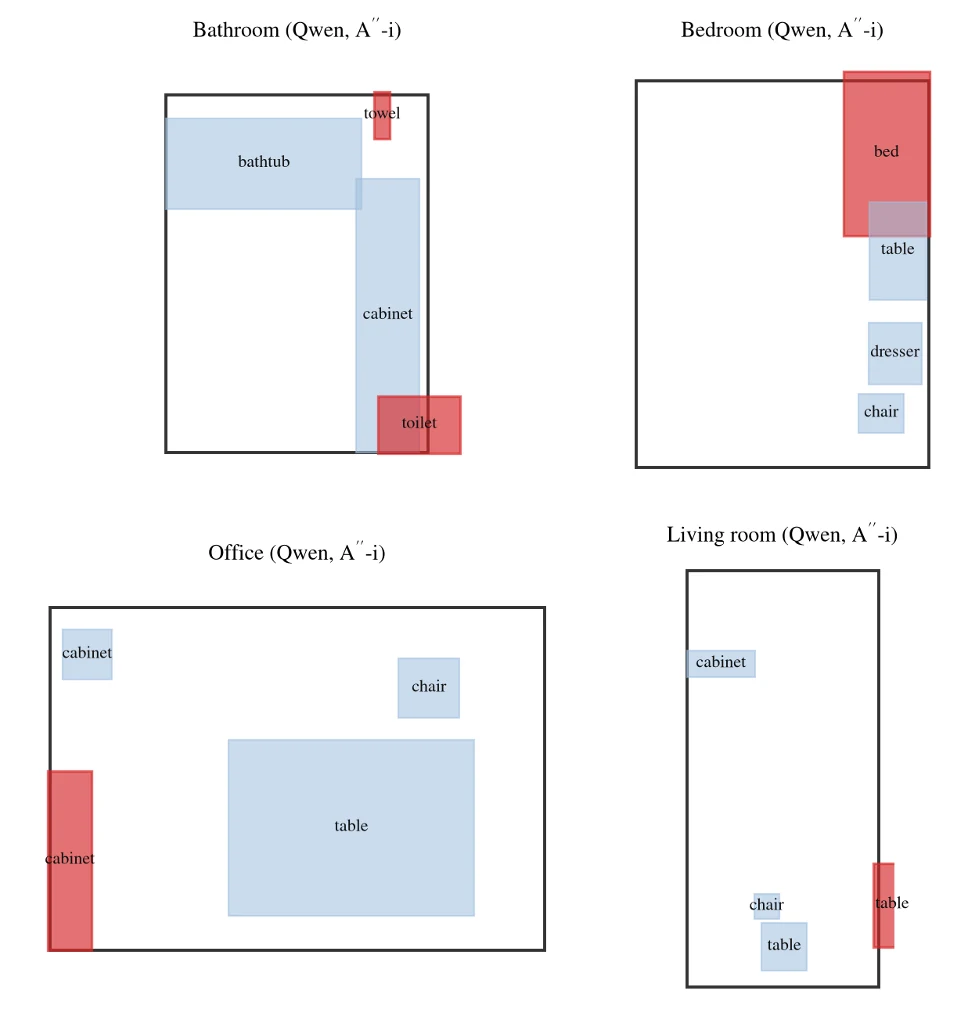 Bathroom (Qwen, A′′-i)
towel
bathtub
cabinet
toilet
Bedroom (Qwen, A′′-i)
bed
table
dresser
chair
Office (Qwen, A′′-i)
cabinet
chair
table
cabinet
Living room (Qwen, A′′-i)
cabinet
table
chair
table